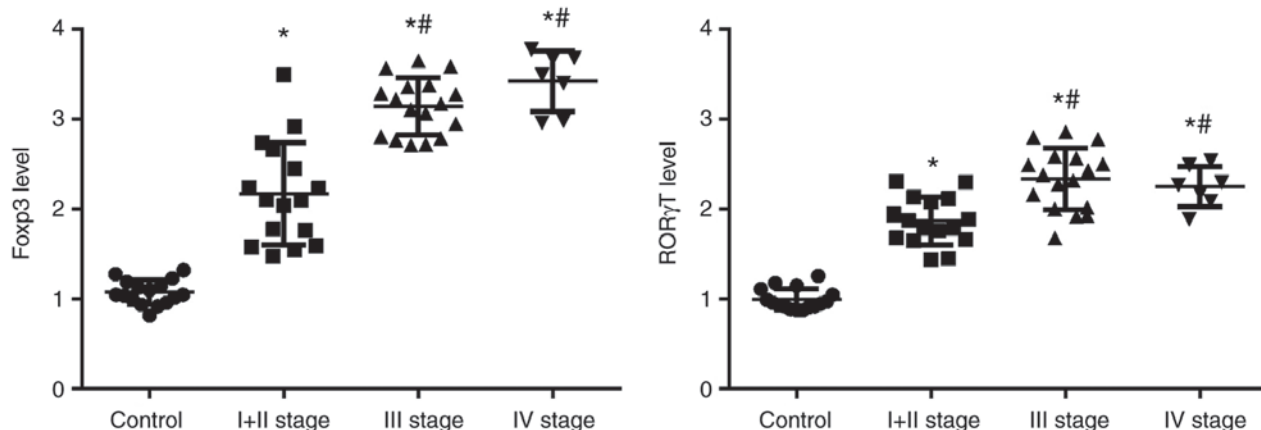 Foxp3 level
4
3
2
1
0
*
*#
*#
Control
I+II stage
III stage
IV stage
RORγT level
4
3
2
1
0
*
*#
*#
Control
I+II stage
III stage
IV stage